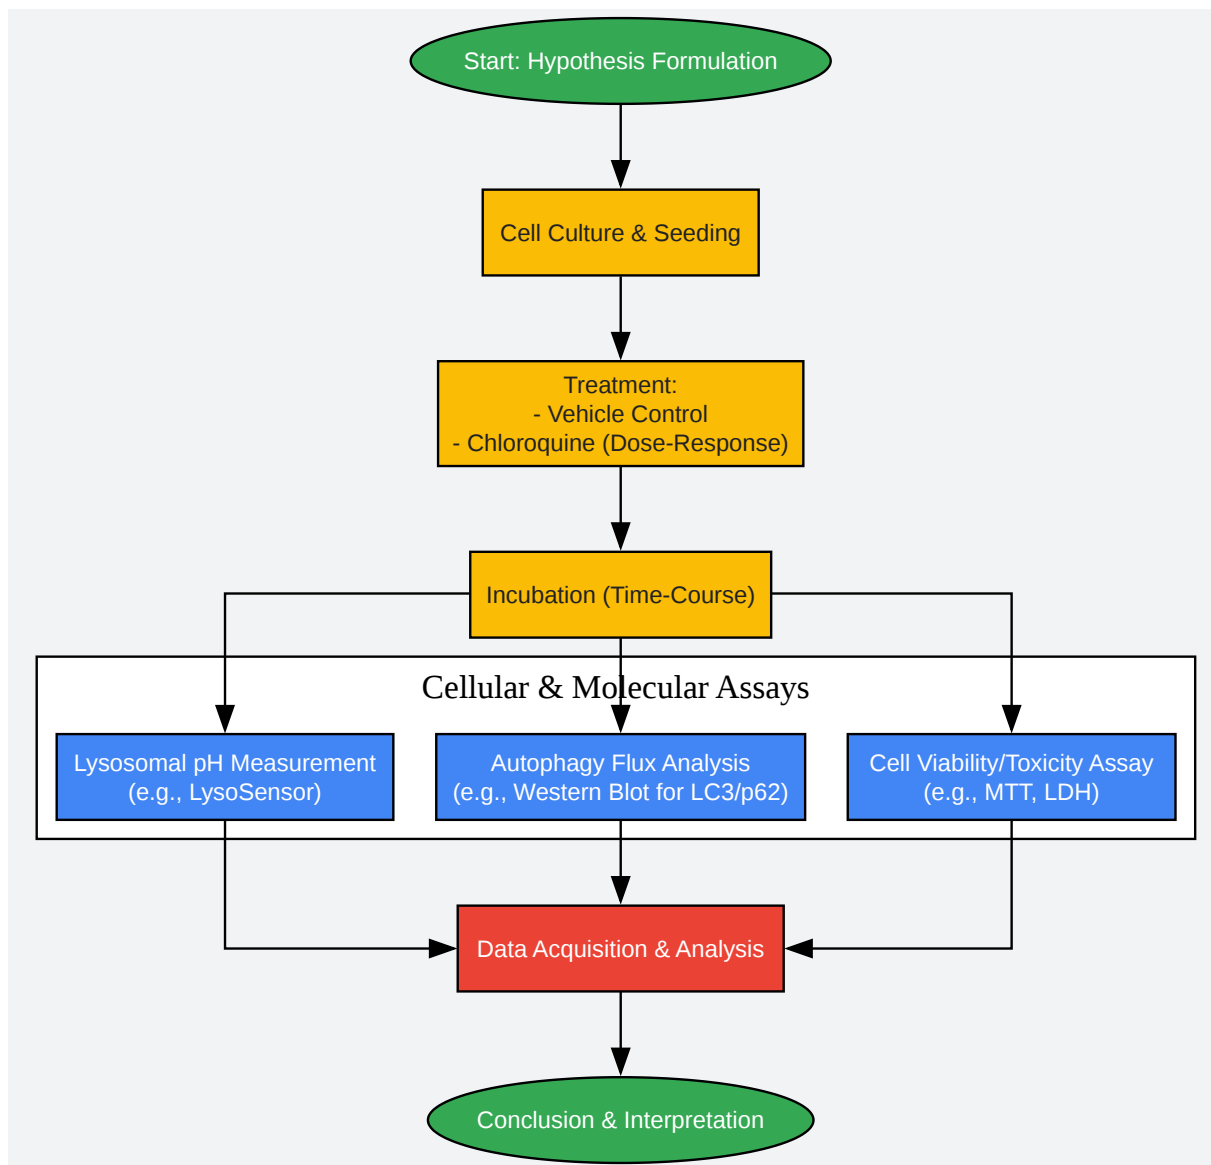 Start: Hypothesis Formulation
Cell Culture & Seeding
Treatment:
- Vehicle Control
- Chloroquine (Dose-Response)
Incubation (Time-Course)
Cellular & Molecular Assays
Lysosomal pH Measurement
(e.g., LysoSensor)
Autophagy Flux Analysis
(e.g., Western Blot for LC3/p62)
Cell Viability/Toxicity Assay
(e.g., MTT, LDH)
Data Acquisition & Analysis
Conclusion & Interpretation